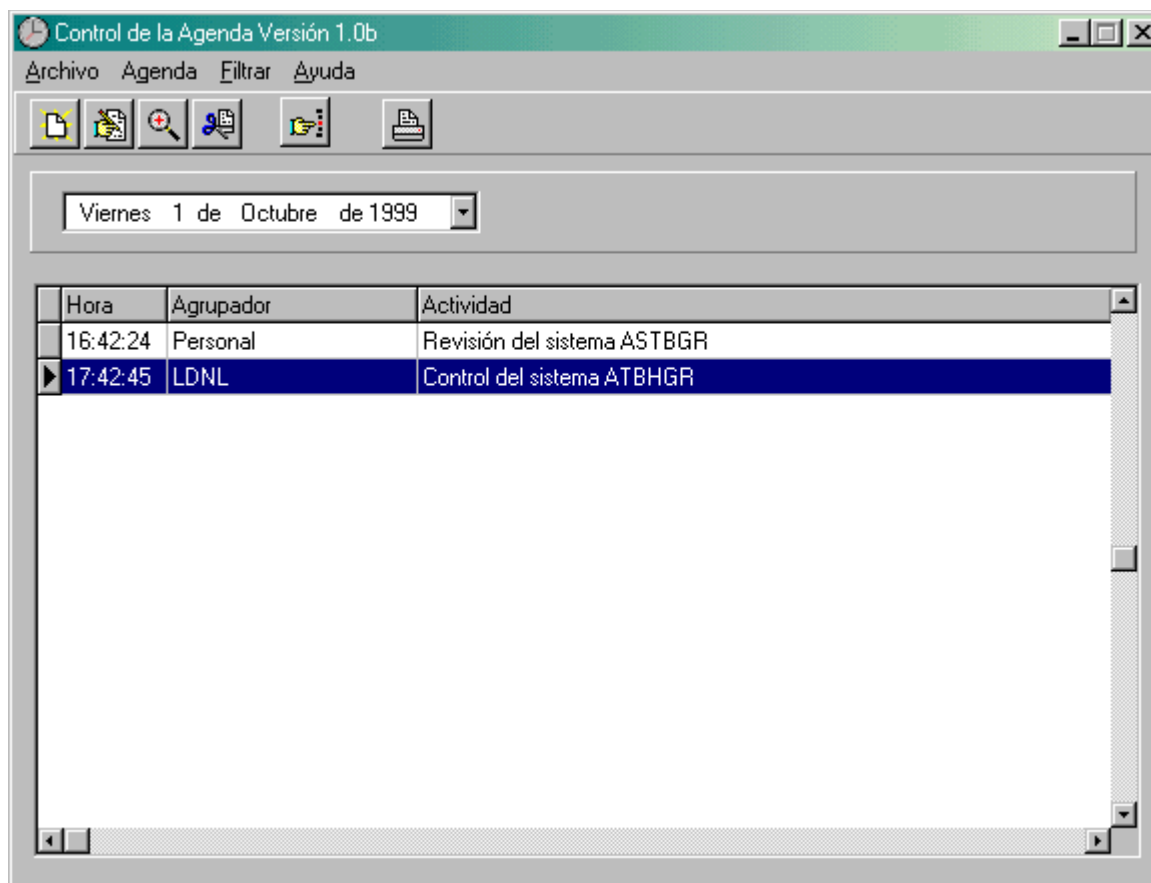 Control de la Agenda Versión 1.0b
Archivo Agenda Filtrar Ayuda
Viernes 1 de Octubre de 1999
Hora Agrupador Actividad
16:42:24 Personal Revisión del sistema ASTBGR
17:42:45 LDNL Control del sistema ATBHGR